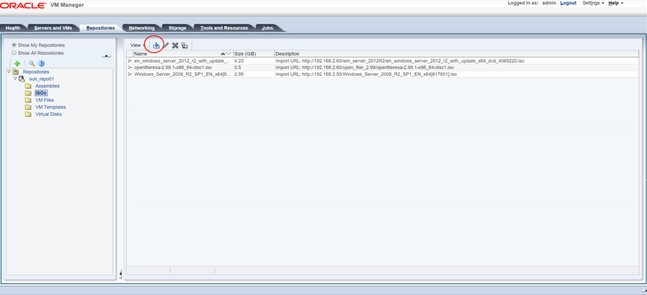 ORACLE VM Manager
Logged in as: admin Logout Settings Help
Health Servers and VMs Repositories Networking Storage Tools and Resources Jobs
Show My Repositories
Show All Repositories
Repositories
sun_repo01
Assemblies
ISOs
VM Files
VM Templates
Virtual Disks
View
Name Size (GiB) Description
en_windows_server_2012_r2_with_update_... 4.23 Import URL: http://192.168.2.60/win_server_2012R2/en_windows_server_2012_r2_with_update_x64_dvd_4065220.iso
openfileresa-2.99.1-x86_64-disc1.iso 0.5 Import URL: http://192.168.2.60/open_filer_2.99/openfileresa-2.99.1-x86_64-disc1.iso
Windows_Server_2008_R2_SP1_EN_x64[6... 2.95 Import URL: http://192.168.2.50/Windows_Server_2008_R2_SP1_EN_x64[617601].iso